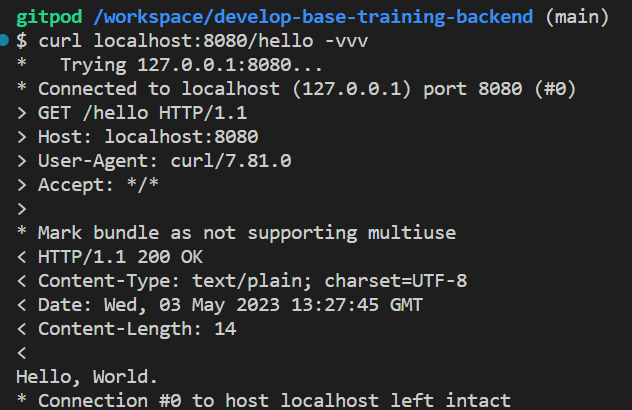 gitpod /workspace/develop-base-training-backend (main)
$ curl localhost:8080/hello -vvv
*   Trying 127.0.0.1:8080...
* Connected to localhost (127.0.0.1) port 8080 (#0)
> GET /hello HTTP/1.1
> Host: localhost:8080
> User-Agent: curl/7.81.0
> Accept: */*
>
* Mark bundle as not supporting multiuse
< HTTP/1.1 200 OK
< Content-Type: text/plain; charset=UTF-8
< Date: Wed, 03 May 2023 13:27:45 GMT
< Content-Length: 14
<
Hello, World.
* Connection #0 to host localhost left intact